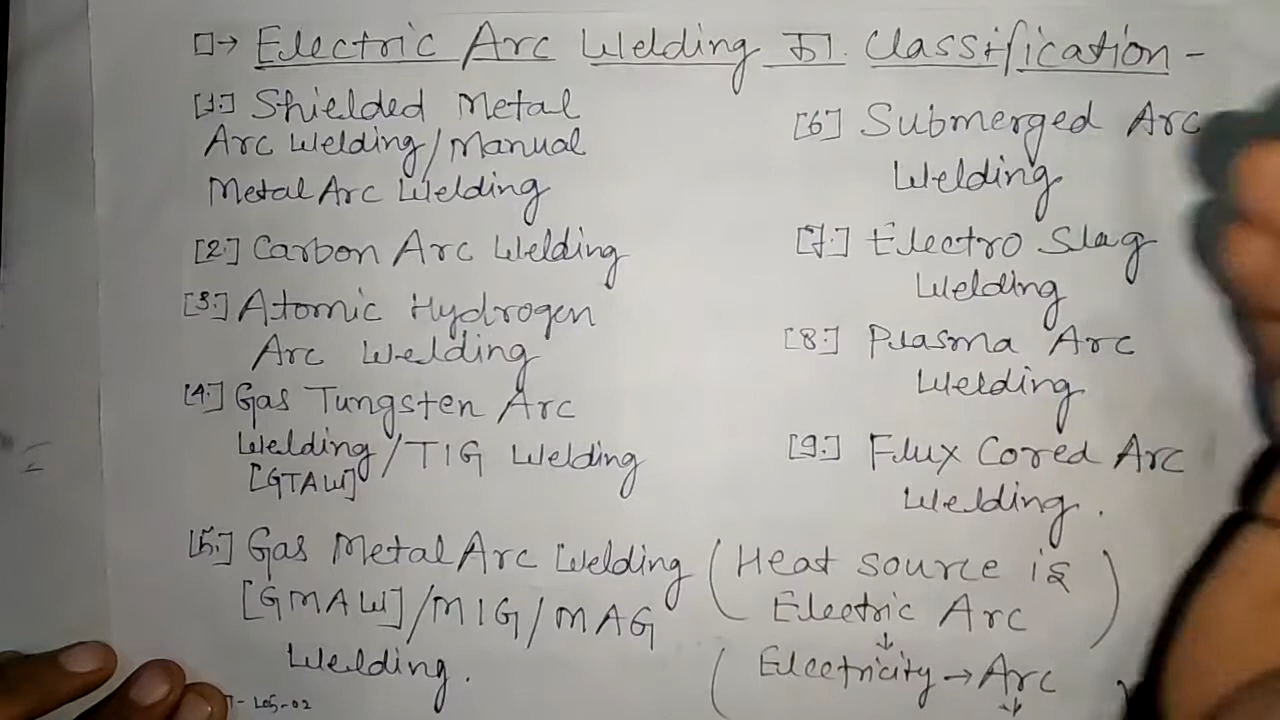 □→ Electric Arc Welding का Classification -
[1.] Shielded Metal
Arc Welding/Manual
Metal Arc Welding
[2.] Carbon Arc Welding
[3.] Atomic Hydrogen
Arc Welding
[4.] Gas Tungsten Arc
Welding/TIG Welding
[GTAW]
[5.] Gas Metal Arc Welding
[GMAW]/MIG/MAG
Welding.
[6] Submerged Arc
Welding
[7.] Electro Slag
Welding
[8.] Plasma Arc
Welding
[9.] Flux Cored Arc
Welding.
(Heat source is
Electric Arc)
↓
(Electricity → Arc
↓